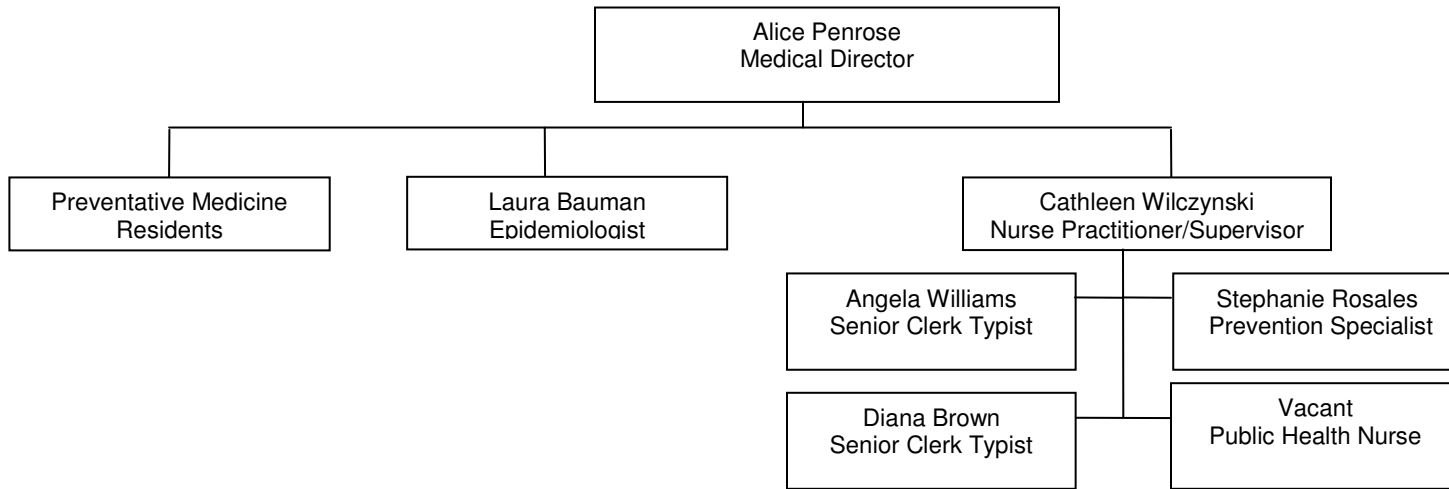 Alice Penrose
Medical Director
Preventative Medicine
Residents
Laura Bauman
Epidemiologist
Cathleen Wilczynski
Nurse Practitioner/Supervisor
Angela Williams
Senior Clerk Typist
Stephanie Rosales
Prevention Specialist
Diana Brown
Senior Clerk Typist
Vacant
Public Health Nurse